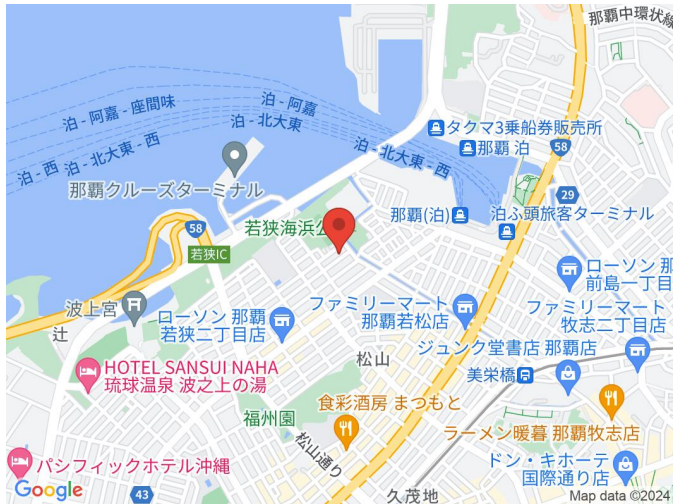 那覇中環状線
泊 - 阿嘉 - 座間味
泊 - 阿嘉
泊 - 北大東
タクマ3乗船券販売所
泊 - 西
泊 - 北大東 - 西
泊 - 北大東 - 西
那覇 泊
58
那覇クルーズターミナル
29
那覇(泊)
泊ふ頭旅客ターミナル
58
若狭海浜公
若狭IC
ローソン 那
前島一丁目
波上宮
辻
ローソン 那覇
若狭二丁目店
ファミリーマート
那覇若松店
ファミリーマート
牧志二丁目店
松山
ジュンク堂書店 那覇店
HOTEL SANSUI NAHA
琉球温泉 波之上の湯
美栄橋
福州園
食彩酒房 まつもと
松山通り
ラーメン暖暮 那覇牧志店
パシフィックホテル沖縄
ドン・キホーテ
国際通り店
Google
43
久茂地
Map data ©2024